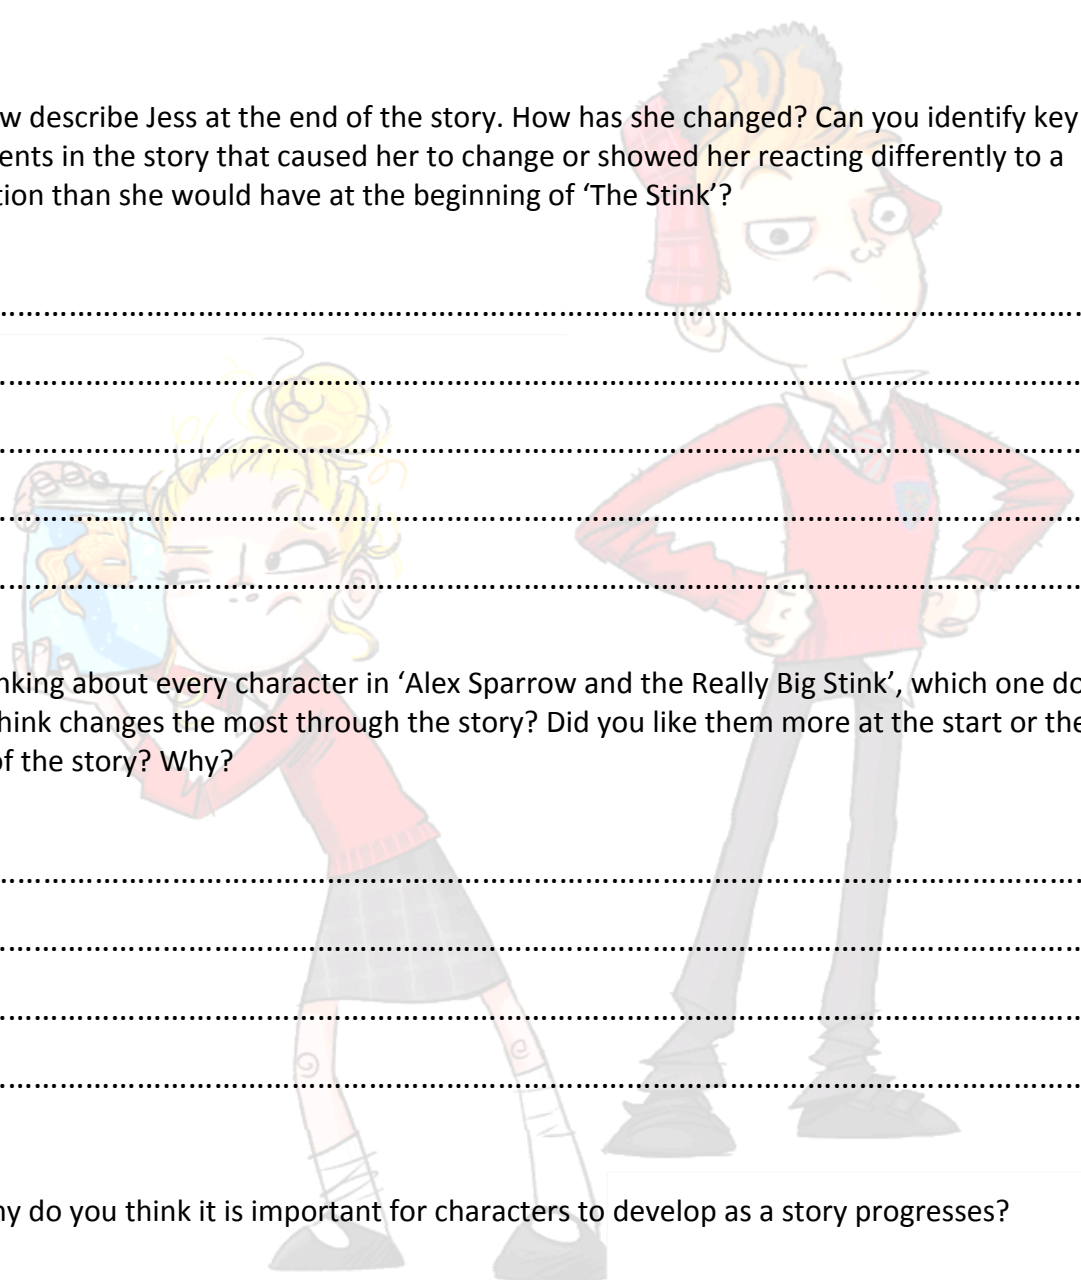 w describe Jess at the end of the story. How has she changed? Can you identify key
ents in the story that caused her to change or showed her reacting differently to a
tion than she would have at the beginning of ‘The Stink’?
nking about every character in ‘Alex Sparrow and the Really Big Stink’, which one do
hink changes the most through the story? Did you like them more at the start or the
of the story? Why?
hy do you think it is important for characters to develop as a story progresses?